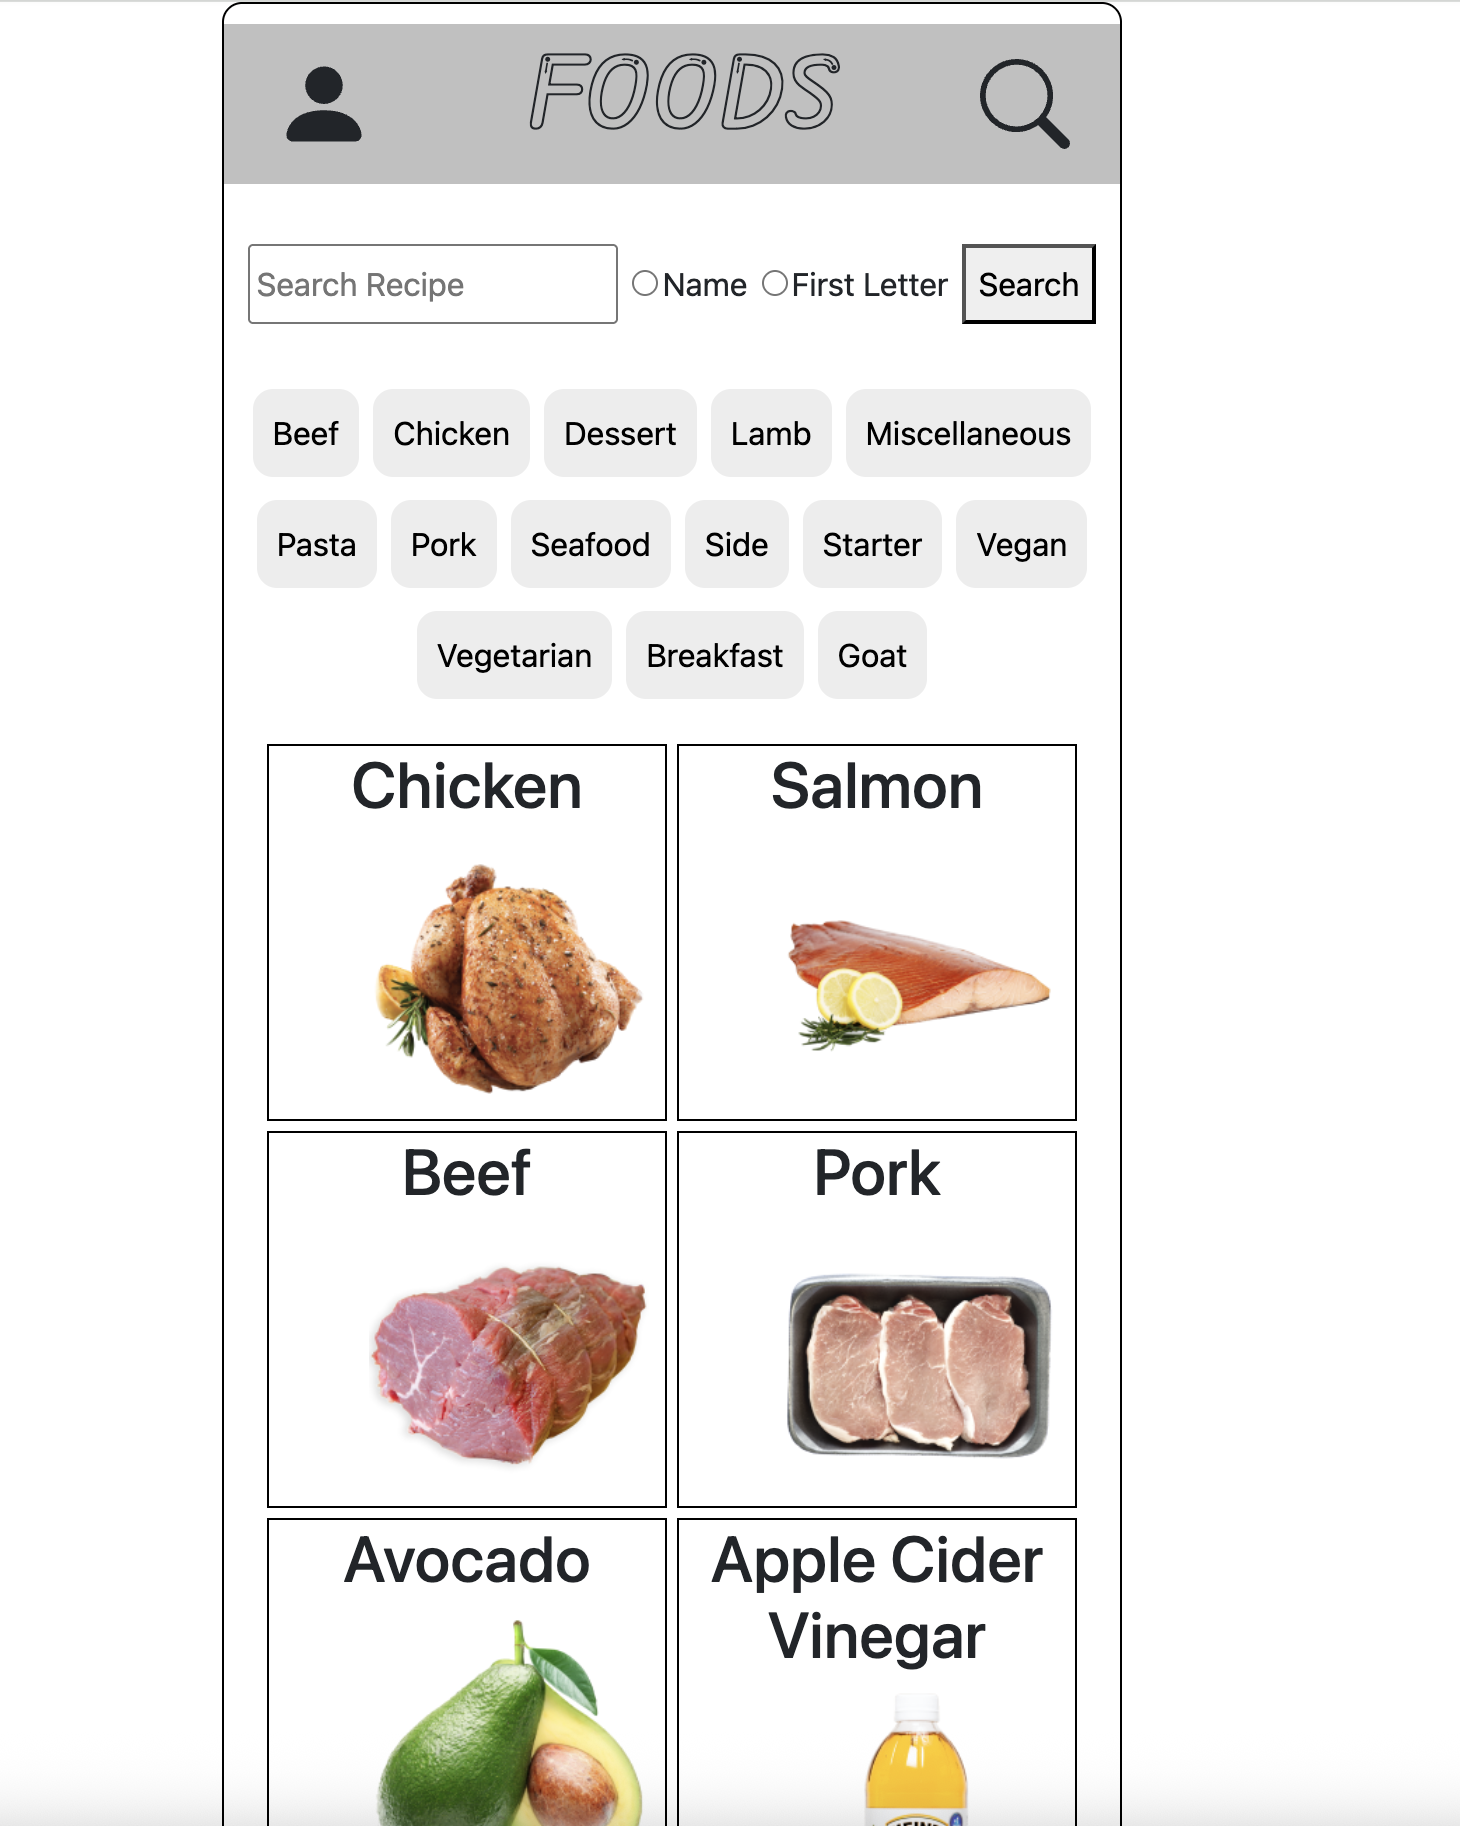 FOODS
Search Recipe Name First Letter Search
Beef Chicken Dessert Lamb Miscellaneous
Pasta Pork Seafood Side Starter Vegan
Vegetarian Breakfast Goat
Chicken Salmon
Beef Pork
Avocado Apple Cider
Vinegar